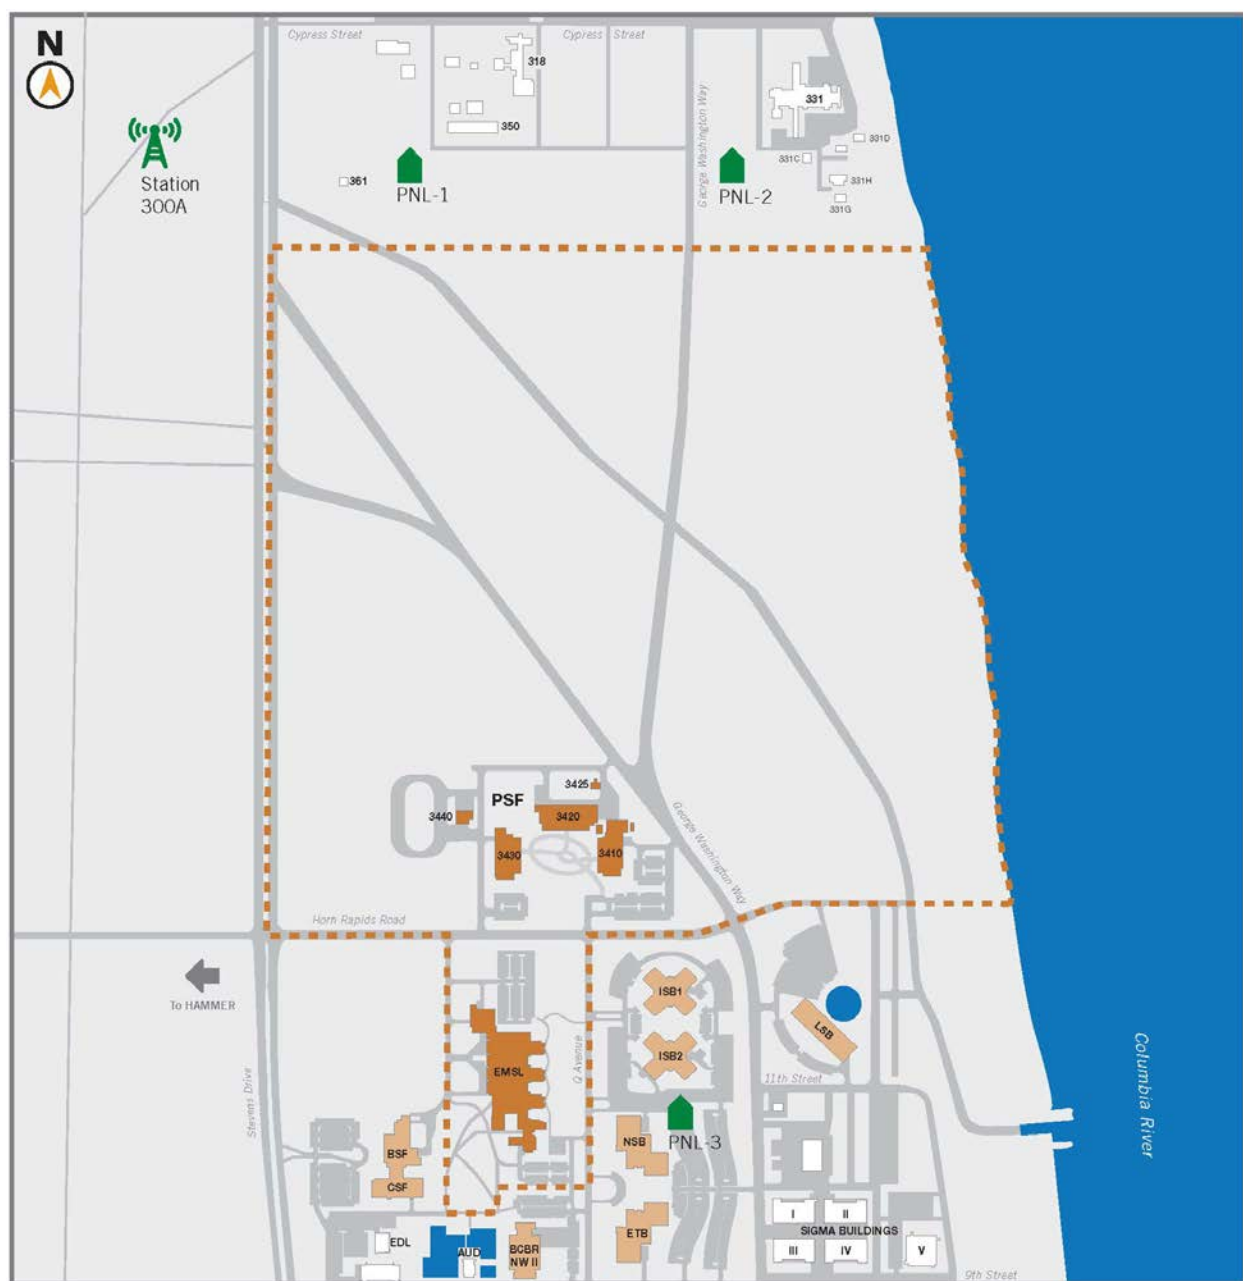 N
Cypress Street
Cypress Street
318
George Washington Way
331
350
331D
331C
Station
300A
361
PNL-1
PNL-2
331H
331G
3425
PSF
3440
3420
3430
3410
George Washington Way
Horn Rapids Road
To HAMMER
ISB1
LSB
ISB2
EMSL
Q Avenue
11th Street
Stevens Drive
Columbia River
PNL-3
NSB
BSF
CSF
I
II
SIGMA BUILDINGS
EDL
AUD
BCBR
NW II
ETB
III
IV
V
9th Street